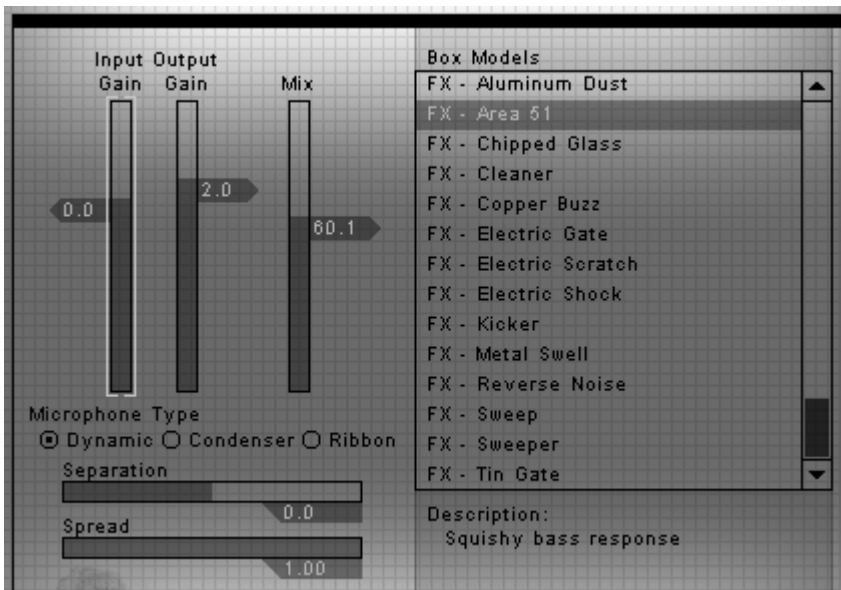 Input Output
Gain Gain Mix
0.0
2.0
60.1
Microphone Type
Dynamic Condenser Ribbon
Separation
0.0
Spread
1.00
Box Models
FX - Aluminum Dust
FX - Area 51
FX - Chipped Glass
FX - Cleaner
FX - Copper Buzz
FX - Electric Gate
FX - Electric Scratch
FX - Electric Shock
FX - Kicker
FX - Metal Swell
FX - Reverse Noise
FX - Sweep
FX - Sweeper
FX - Tin Gate
Description:
Squishy bass response